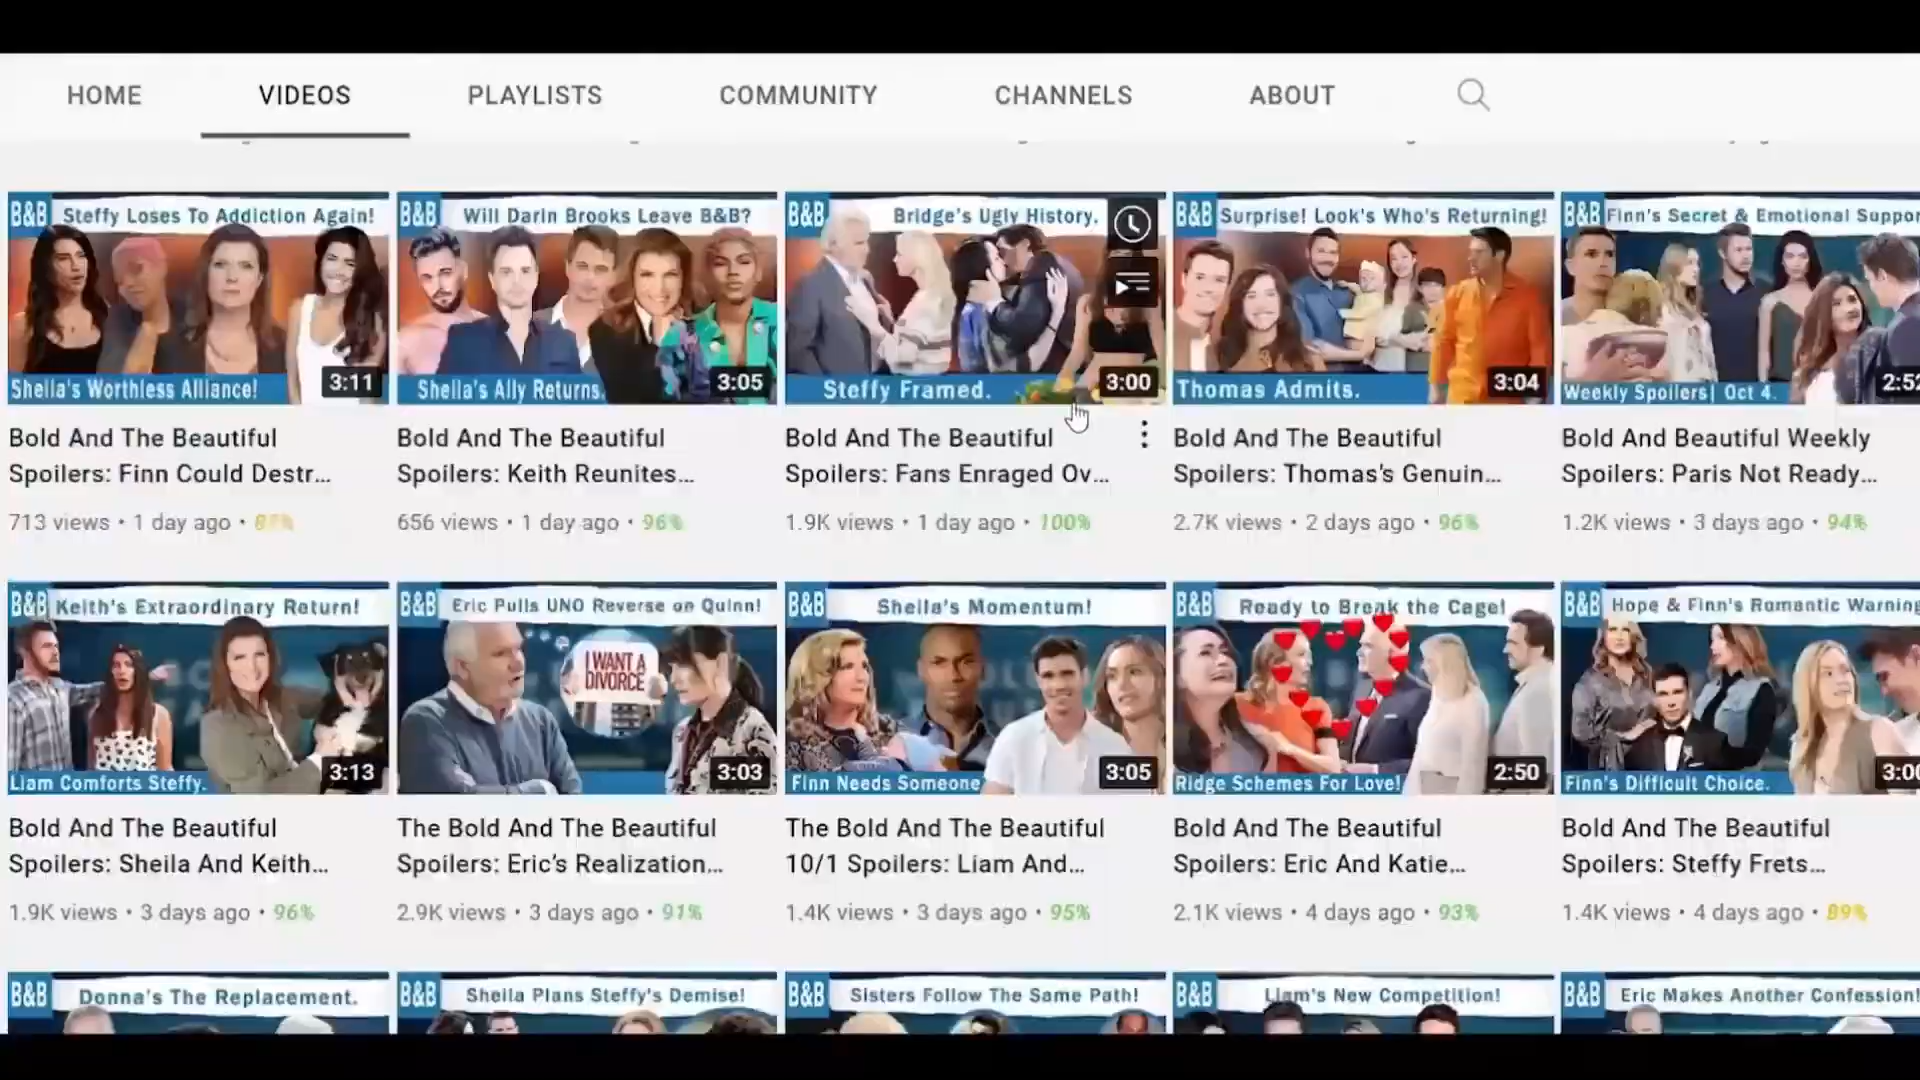 HOME VIDEOS PLAYLISTS COMMUNITY CHANNELS ABOUT
B&B Steffy Loses To Addiction Again!
Sheila's Worthless Alliance!
3:11
Bold And The Beautiful
Spoilers: Finn Could Destr...
713 views • 1 day ago • 87%
B&B Will Darin Brooks Leave B&B?
Sheila's Ally Returns.
3:05
Bold And The Beautiful
Spoilers: Keith Reunites...
656 views • 1 day ago • 96%
B&B Bridge's Ugly History.
Steffy Framed.
3:00
Bold And The Beautiful
Spoilers: Fans Enraged Ov...
1.9K views • 1 day ago • 100%
B&B Surprise! Look's Who's Returning!
Thomas Admits.
3:04
Bold And The Beautiful
Spoilers: Thomas's Genuin...
2.7K views • 2 days ago • 96%
B&B Finn's Secret & Emotional Suppor
Weekly Spoilers| Oct 4.
2:52
Bold And Beautiful Weekly
Spoilers: Paris Not Ready...
1.2K views • 3 days ago • 94%
B&B Keith's Extraordinary Return!
Liam Comforts Steffy.
3:13
Bold And The Beautiful
Spoilers: Sheila And Keith...
1.9K views • 3 days ago • 96%
B&B Eric Pulls UNO Reverse on Quinn!
I WANT A
DIVORCE
3:03
The Bold And The Beautiful
Spoilers: Eric's Realization...
2.9K views • 3 days ago • 91%
B&B Sheila's Momentum!
Finn Needs Someone
3:05
The Bold And The Beautiful
10/1 Spoilers: Liam And...
1.4K views • 3 days ago • 95%
B&B Ready to Break the Cage!
Ridge Schemes For Love!
2:50
Bold And The Beautiful
Spoilers: Eric And Katie...
2.1K views • 4 days ago • 93%
B&B Hope & Finn's Romantic Warning
Finn's Difficult Choice.
3:00
Bold And The Beautiful
Spoilers: Steffy Frets...
1.4K views • 4 days ago • 89%
B&B Donna's The Replacement.
B&B Sheila Plans Steffy's Demise!
B&B Sisters Follow The Same Path!
B&B Liam's New Competition!
B&B Eric Makes Another Confession!